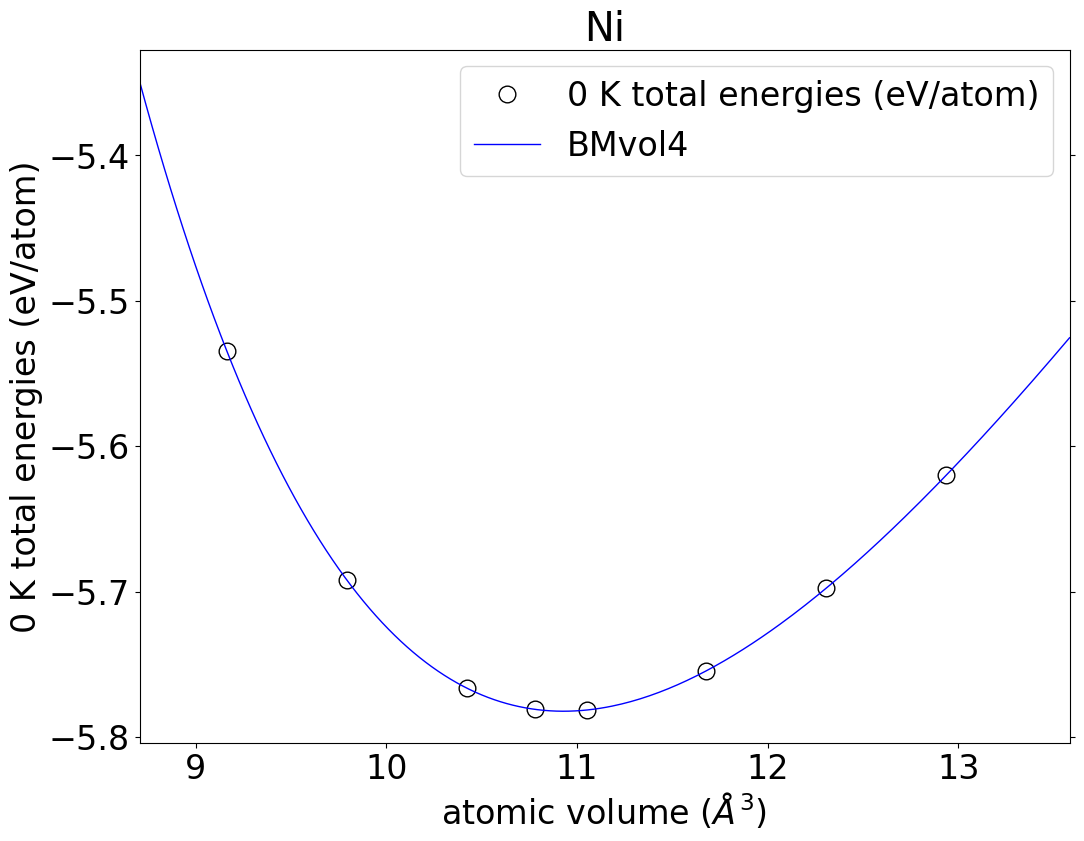 Ni
0 K total energies (eV/atom)
BMvol4
0 K total energies (eV/atom)
−5.4
−5.5
−5.6
−5.7
−5.8
9
10
11
12
13
atomic volume (Å³)